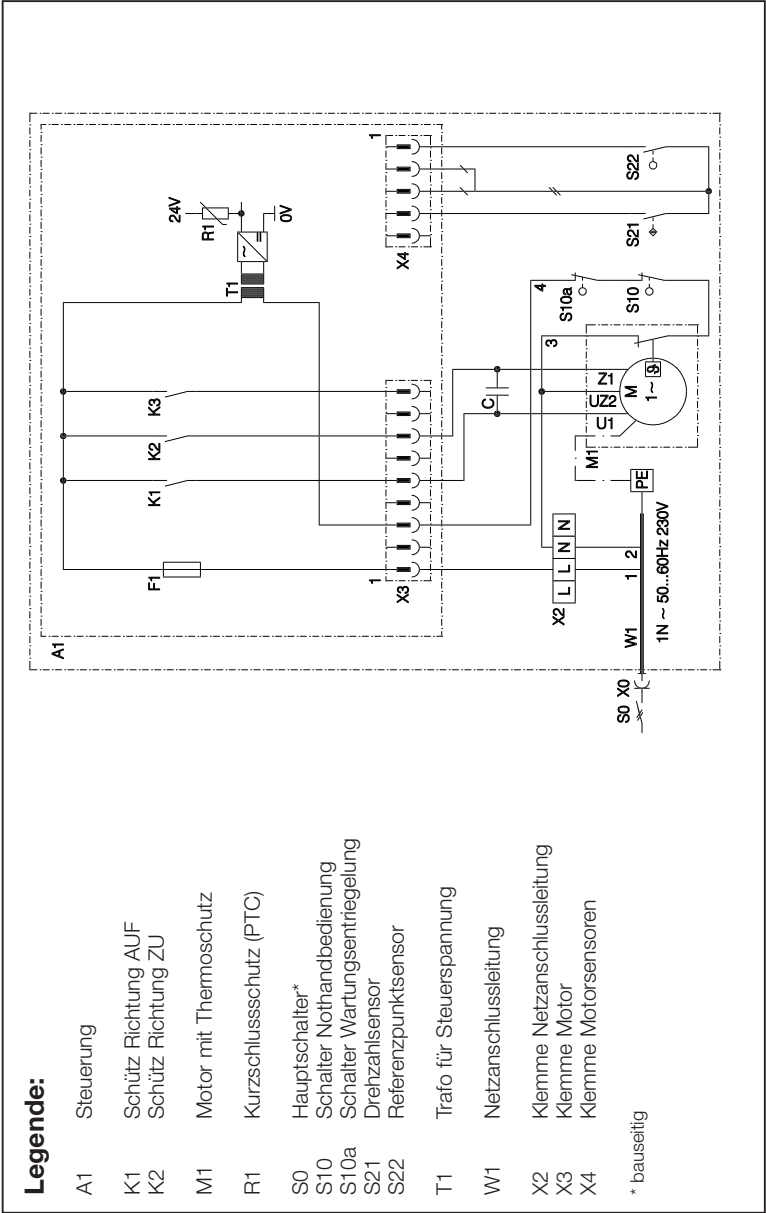 Legende:
A1 Steuerung
K1 Schütz Richtung AUF
K2 Schütz Richtung ZU
M1 Motor mit Thermoschutz
R1 Kurzschlussschutz (PTC)
S0 Hauptschalter*
S10 Schalter Nothandbedienung
S10a Schalter Wartungsentriegelung
S21 Drehzahlsensor
S22 Referenzpunktsensor
T1 Trafo für Steuerspannung
W1 Netzanschlussleitung
X2 Klemme Netzanschlussleitung
X3 Klemme Motor
X4 Klemme Motorsensoren
* bauseitig
A1
F1
K1
K2
K3
T1
24V
R1
~
=
0V
X3
1
X4
1
C
4
S10a
S10
3
S21
S22
X2
L L N N
M1
U1
UZ2
Z1
M
1~
ϑ
PE
1
2
W1
1N ~ 50...60Hz 230V
S0 X0